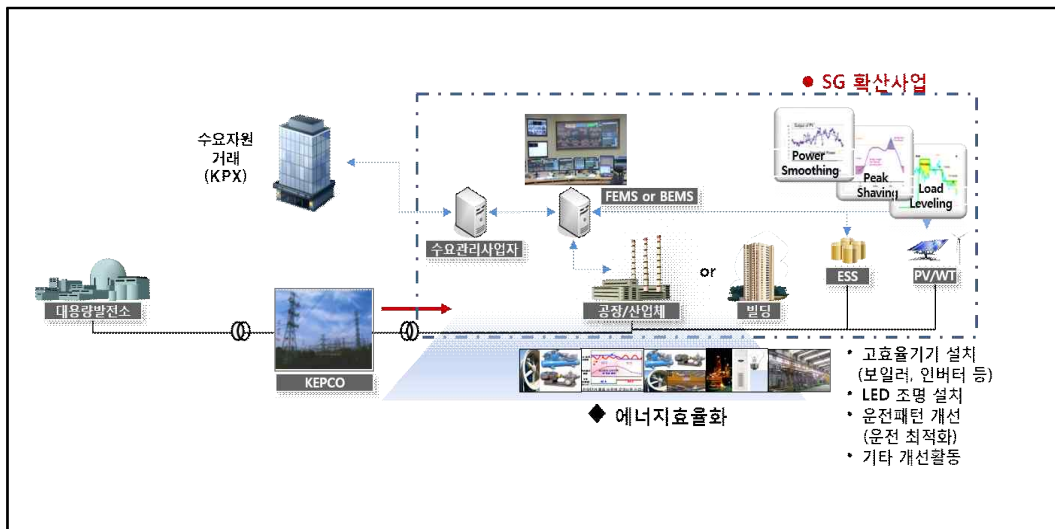 ● SG 확산사업
수요자원
거래
(KPX)
Power
Smoothing
Peak
Shaving
Load
Leveling
FEMS or BEMS
수요관리사업자
대용량발전소
KEPCO
공장/산업체
or
빌딩
ESS
PV/WT
◆ 에너지효율화
• 고효율기기 설치
(보일러, 인버터 등)
• LED 조명 설치
• 운전패턴 개선
(운전 최적화)
• 기타 개선활동